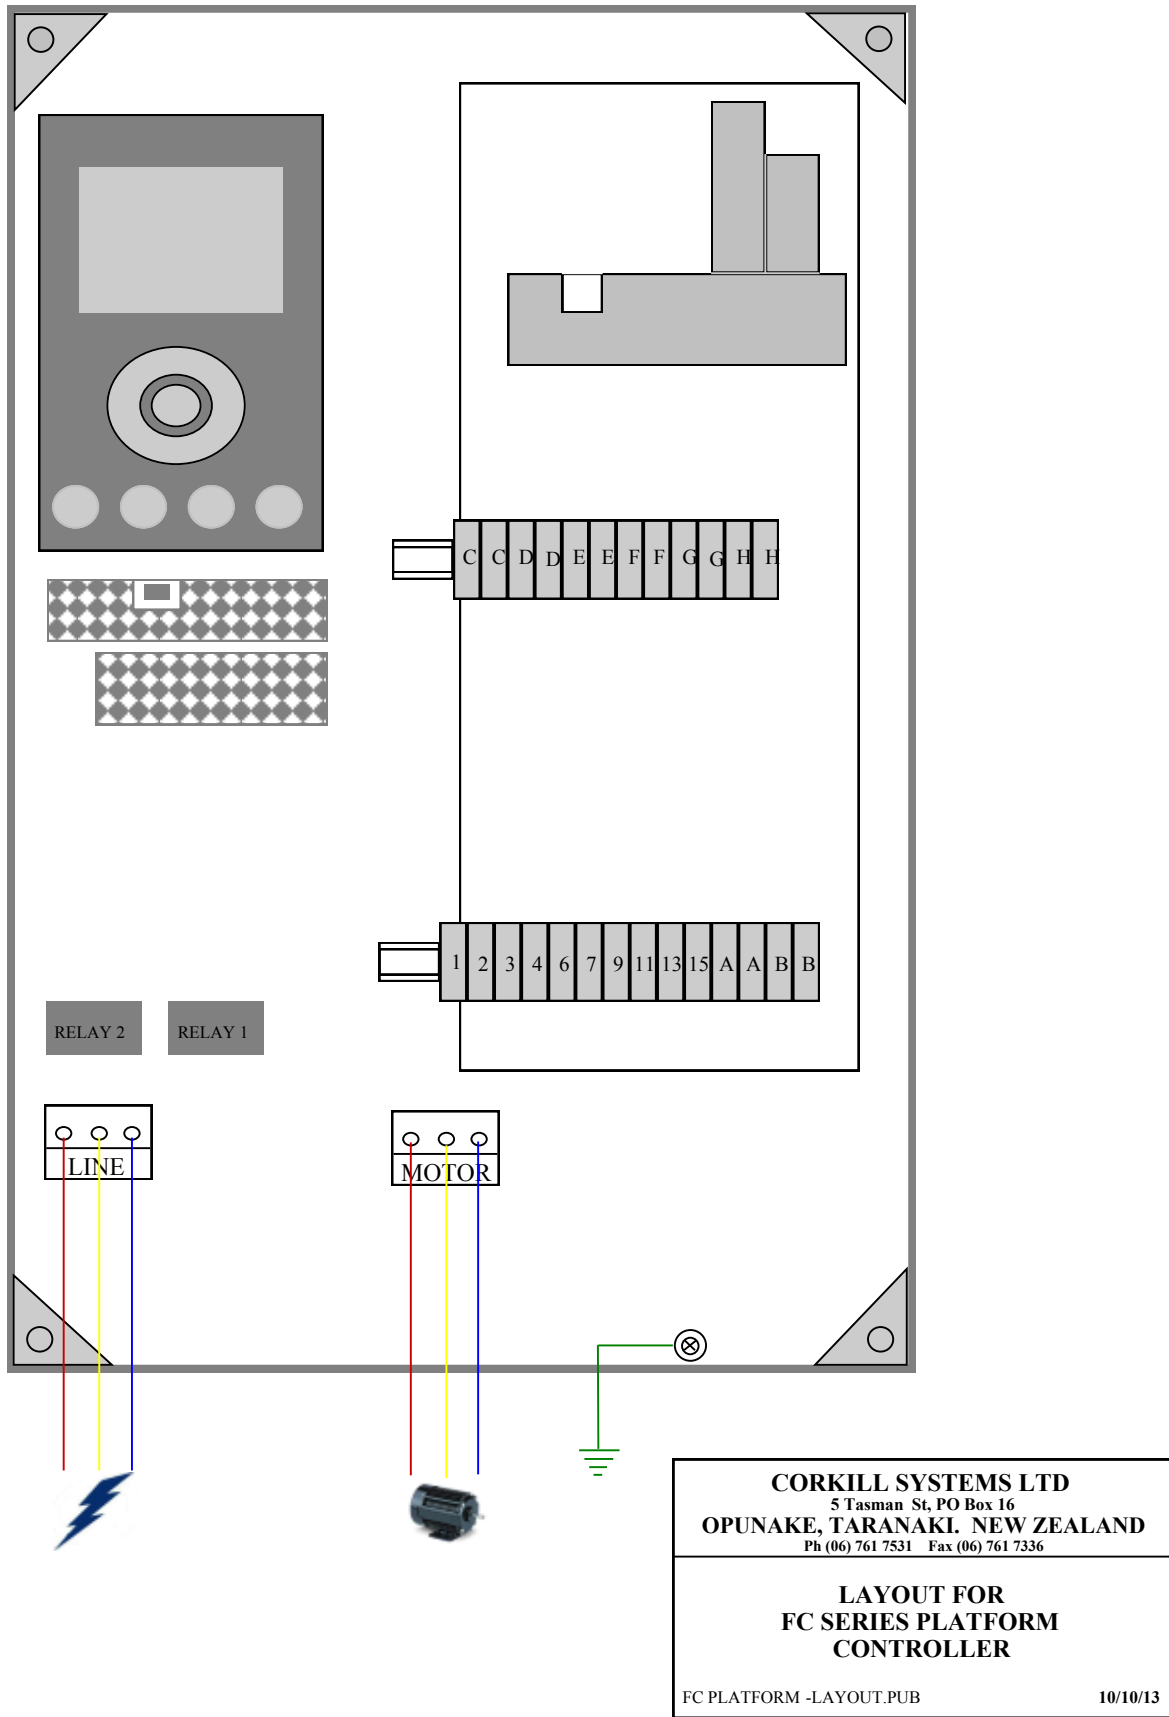 C C D D E E F F G G H H
1 2 3 4 6 7 9 11 13 15 A A B B
RELAY 2 RELAY 1
LINE
MOTOR
CORKILL SYSTEMS LTD
5 Tasman St, PO Box 16
OPUNAKE, TARANAKI. NEW ZEALAND
Ph (06) 761 7531 Fax (06) 761 7336
LAYOUT FOR
FC SERIES PLATFORM
CONTROLLER
FC PLATFORM -LAYOUT.PUB 10/10/13